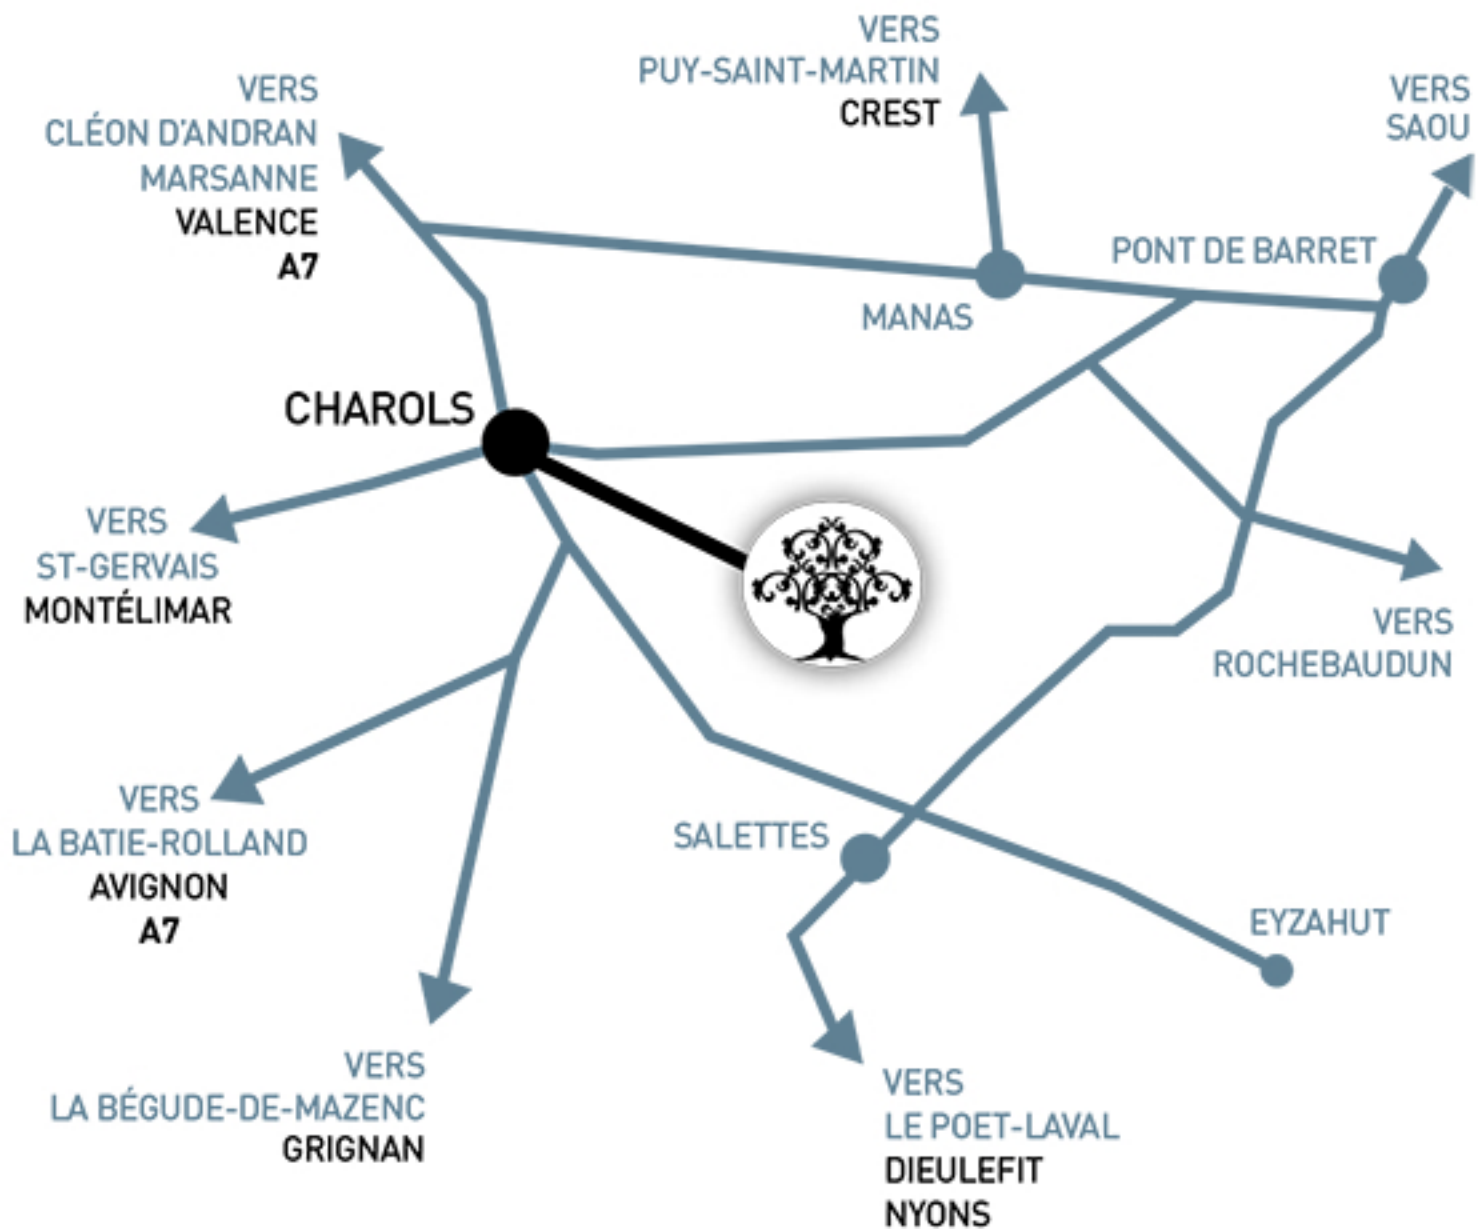 VERS
PUY-SAINT-MARTIN
CREST
VERS
CLÉON D'ANDRAN
MARSANNE
VALENCE
A7
VERS
SAOU
PONT DE BARRET
MANAS
CHAROLS
VERS
ST-GERVAIS
MONTÉLIMAR
VERS
ROCHEBAUDUN
VERS
LA BATIE-ROLLAND
AVIGNON
A7
SALETTES
EYZAHUT
VERS
LA BÉGUDE-DE-MAZENC
GRIGNAN
VERS
LE POET-LAVAL
DIEULEFIT
NYONS